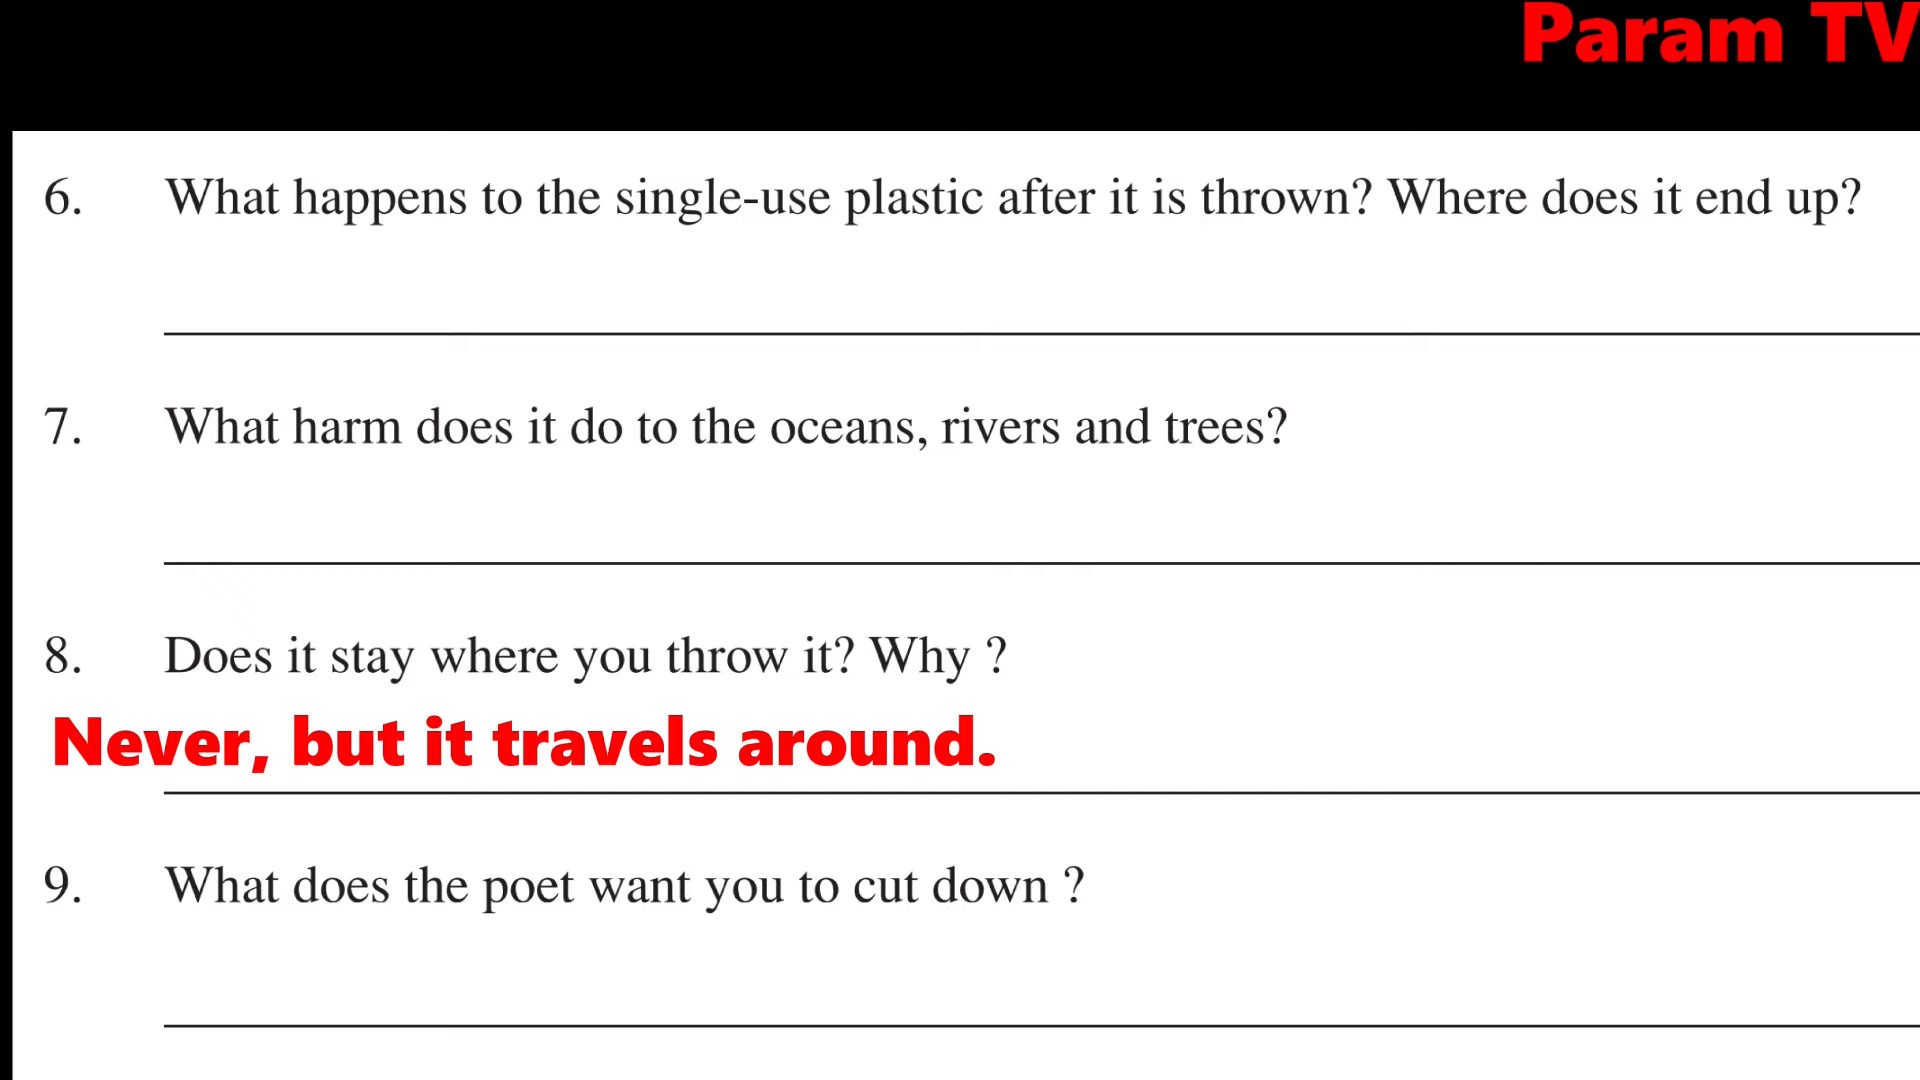 Param TV
6. What happens to the single-use plastic after it is thrown? Where does it end up?
7. What harm does it do to the oceans, rivers and trees?
8. Does it stay where you throw it? Why ?
Never, but it travels around.
9. What does the poet want you to cut down ?